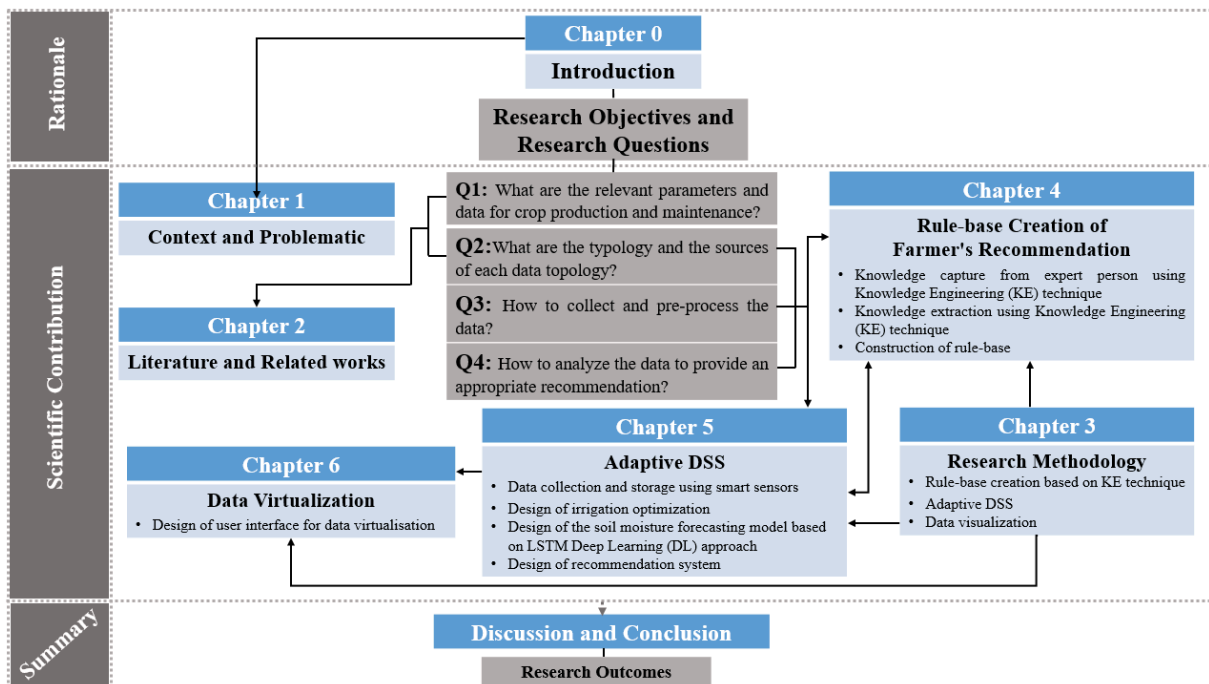 Rationale
Chapter 0
Introduction
Research Objectives and
Research Questions
Scientific Contribution
Chapter 1
Context and Problematic
Chapter 2
Literature and Related works
Q1: What are the relevant parameters and
data for crop production and maintenance?
Q2:What are the typology and the sources
of each data topology?
Q3: How to collect and pre-process the
data?
Q4: How to analyze the data to provide an
appropriate recommendation?
Chapter 4
Rule-base Creation of
Farmer's Recommendation
• Knowledge capture from expert person using
Knowledge Engineering (KE) technique
• Knowledge extraction using Knowledge Engineering
(KE) technique
• Construction of rule-base
Chapter 6
Data Virtualization
• Design of user interface for data virtualisation
Chapter 5
Adaptive DSS
• Data collection and storage using smart sensors
• Design of irrigation optimization
• Design of the soil moisture forecasting model based
on LSTM Deep Learning (DL) approach
• Design of recommendation system
Chapter 3
Research Methodology
• Rule-base creation based on KE technique
• Adaptive DSS
• Data visualization
Summary
Discussion and Conclusion
Research Outcomes